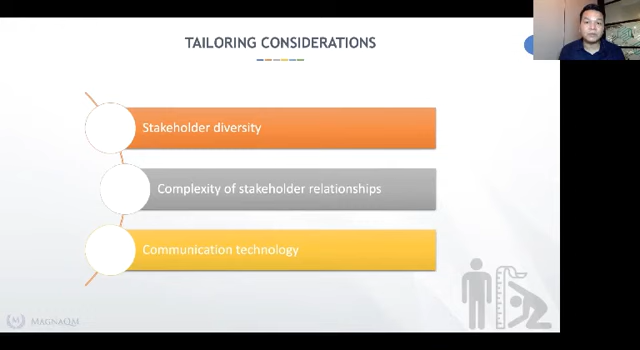 TAILORING CONSIDERATIONS
Stakeholder diversity
Complexity of stakeholder relationships
Communication technology
M MAGNAQM